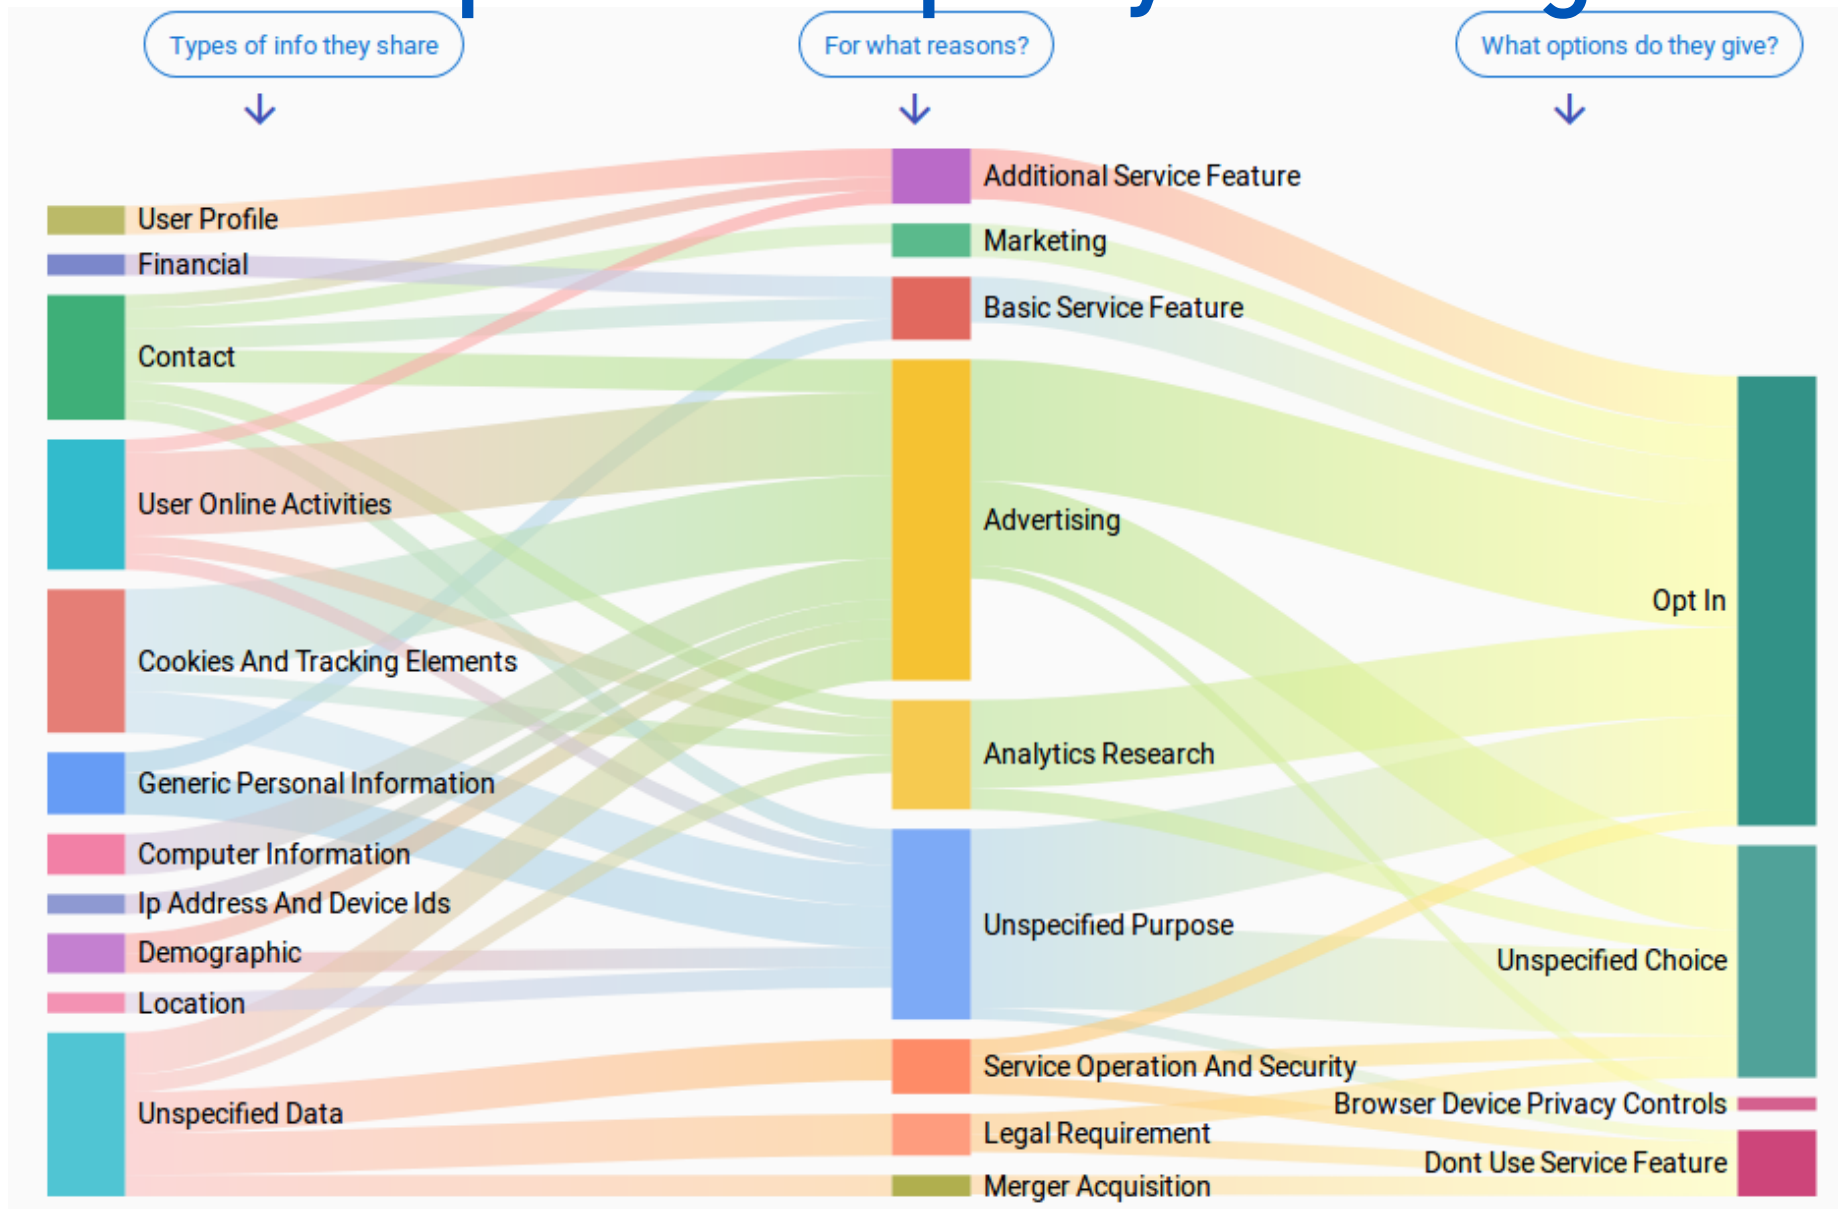 Types of info they share
For what reasons?
What options do they give?
User Profile
Financial
Contact
User Online Activities
Cookies And Tracking Elements
Generic Personal Information
Computer Information
Ip Address And Device Ids
Demographic
Location
Unspecified Data
Additional Service Feature
Marketing
Basic Service Feature
Advertising
Analytics Research
Unspecified Purpose
Service Operation And Security
Legal Requirement
Merger Acquisition
Opt In
Unspecified Choice
Browser Device Privacy Controls
Dont Use Service Feature